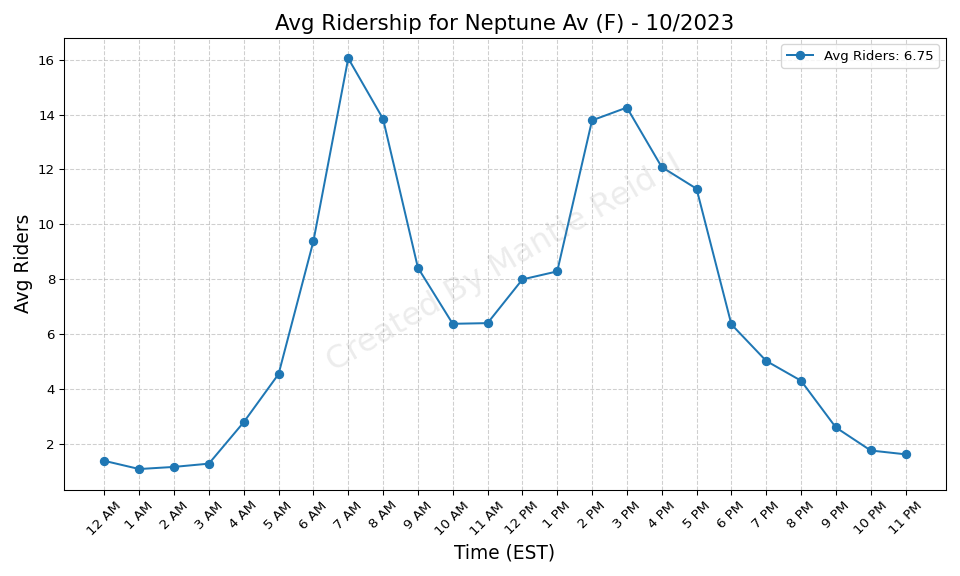 Avg Ridership for Neptune Av (F) - 10/2023
Avg Riders: 6.75
Avg Riders
16
14
12
10
8
6
4
2
Created By Mantie Reid II
12 AM
1 AM
2 AM
3 AM
4 AM
5 AM
6 AM
7 AM
8 AM
9 AM
10 AM
11 AM
12 PM
1 PM
2 PM
3 PM
4 PM
5 PM
6 PM
7 PM
8 PM
9 PM
10 PM
11 PM
Time (EST)